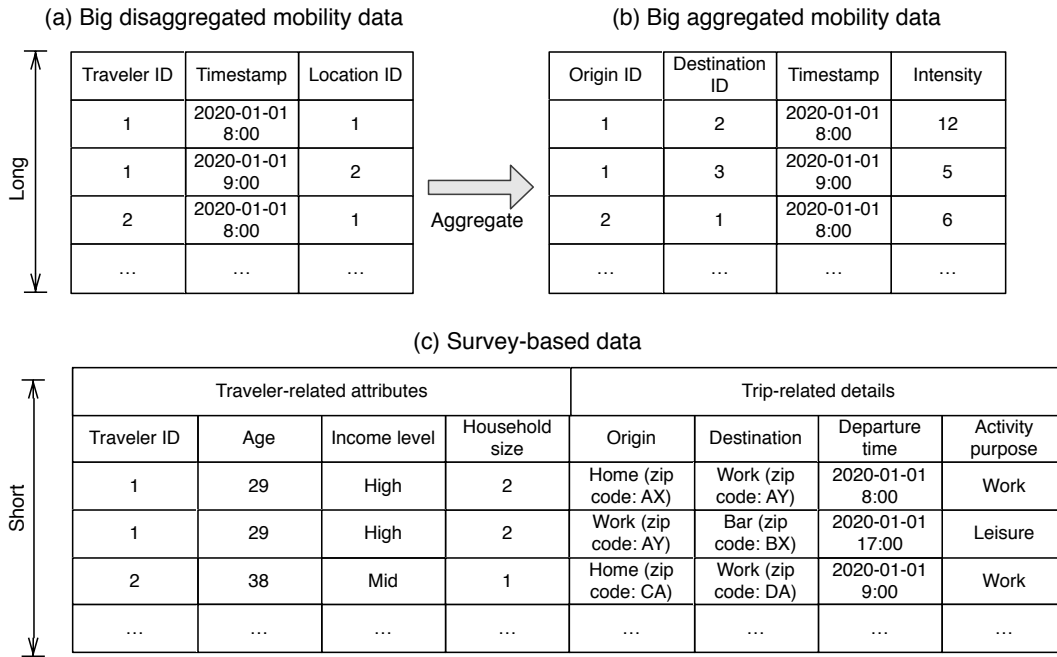 (a) Big disaggregated mobility data
Long
Traveler ID Timestamp Location ID
1 2020-01-01 8:00 1
1 2020-01-01 9:00 2
2 2020-01-01 8:00 1
… … …
Aggregate
(b) Big aggregated mobility data
Origin ID Destination ID Timestamp Intensity
1 2 2020-01-01 8:00 12
1 3 2020-01-01 9:00 5
2 1 2020-01-01 8:00 6
… … … …
(c) Survey-based data
Short
Traveler-related attributes Trip-related details
Traveler ID Age Income level Household size Origin Destination Departure time Activity purpose
1 29 High 2 Home (zip code: AX) Work (zip code: AY) 2020-01-01 8:00 Work
1 29 High 2 Work (zip code: AY) Bar (zip code: BX) 2020-01-01 17:00 Leisure
2 38 Mid 1 Home (zip code: CA) Work (zip code: DA) 2020-01-01 9:00 Work
… … … … … … … …